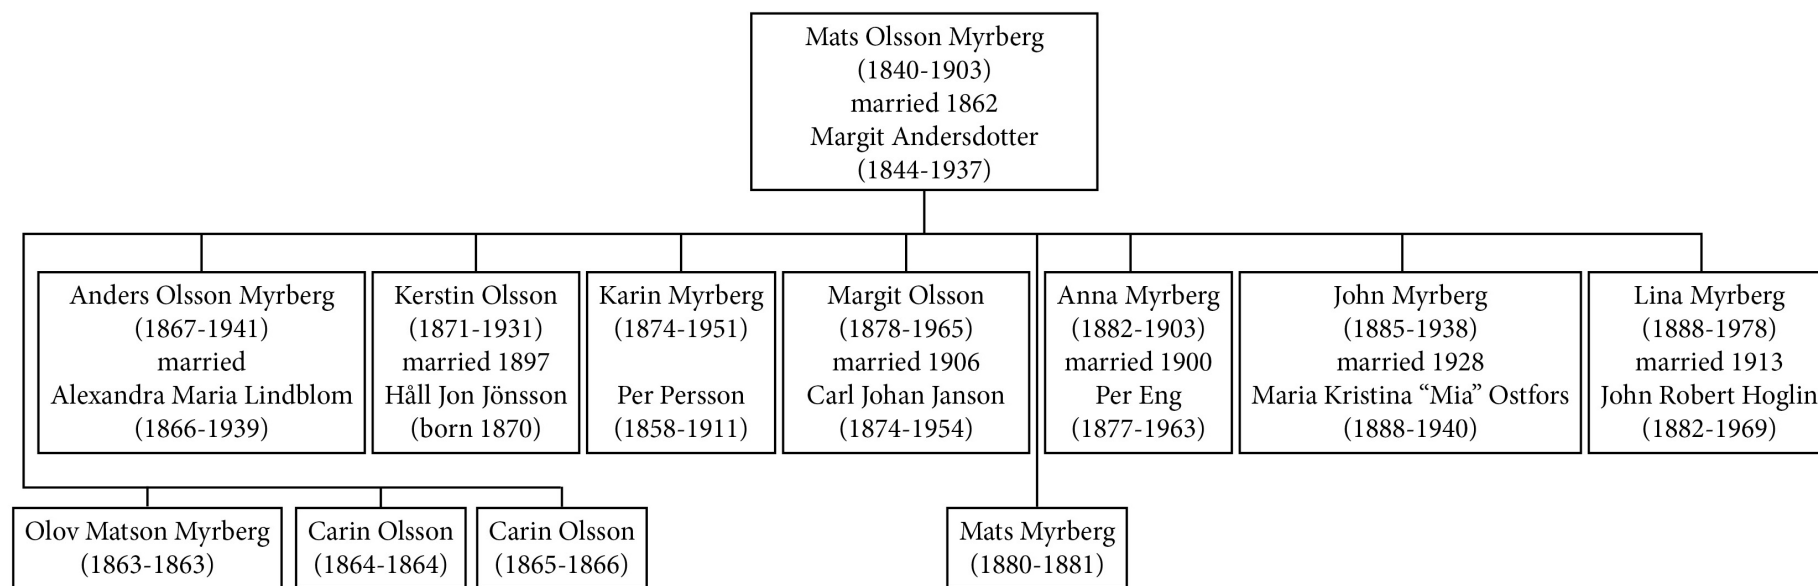 Mats Olsson Myrberg
(1840-1903)
married 1862
Margit Andersdotter
(1844-1937)
Anders Olsson Myrberg
(1867-1941)
married
Alexandra Maria Lindblom
(1866-1939)
Kerstin Olsson
(1871-1931)
married 1897
Håll Jon Jönsson
(born 1870)
Karin Myrberg
(1874-1951)
Per Persson
(1858-1911)
Margit Olsson
(1878-1965)
married 1906
Carl Johan Janson
(1874-1954)
Anna Myrberg
(1882-1903)
married 1900
Per Eng
(1877-1963)
John Myrberg
(1885-1938)
married 1928
Maria Kristina “Mia” Ostfors
(1888-1940)
Lina Myrberg
(1888-1978)
married 1913
John Robert Hoglin
(1882-1969)
Olov Matson Myrberg
(1863-1863)
Carin Olsson
(1864-1864)
Carin Olsson
(1865-1866)
Mats Myrberg
(1880-1881)